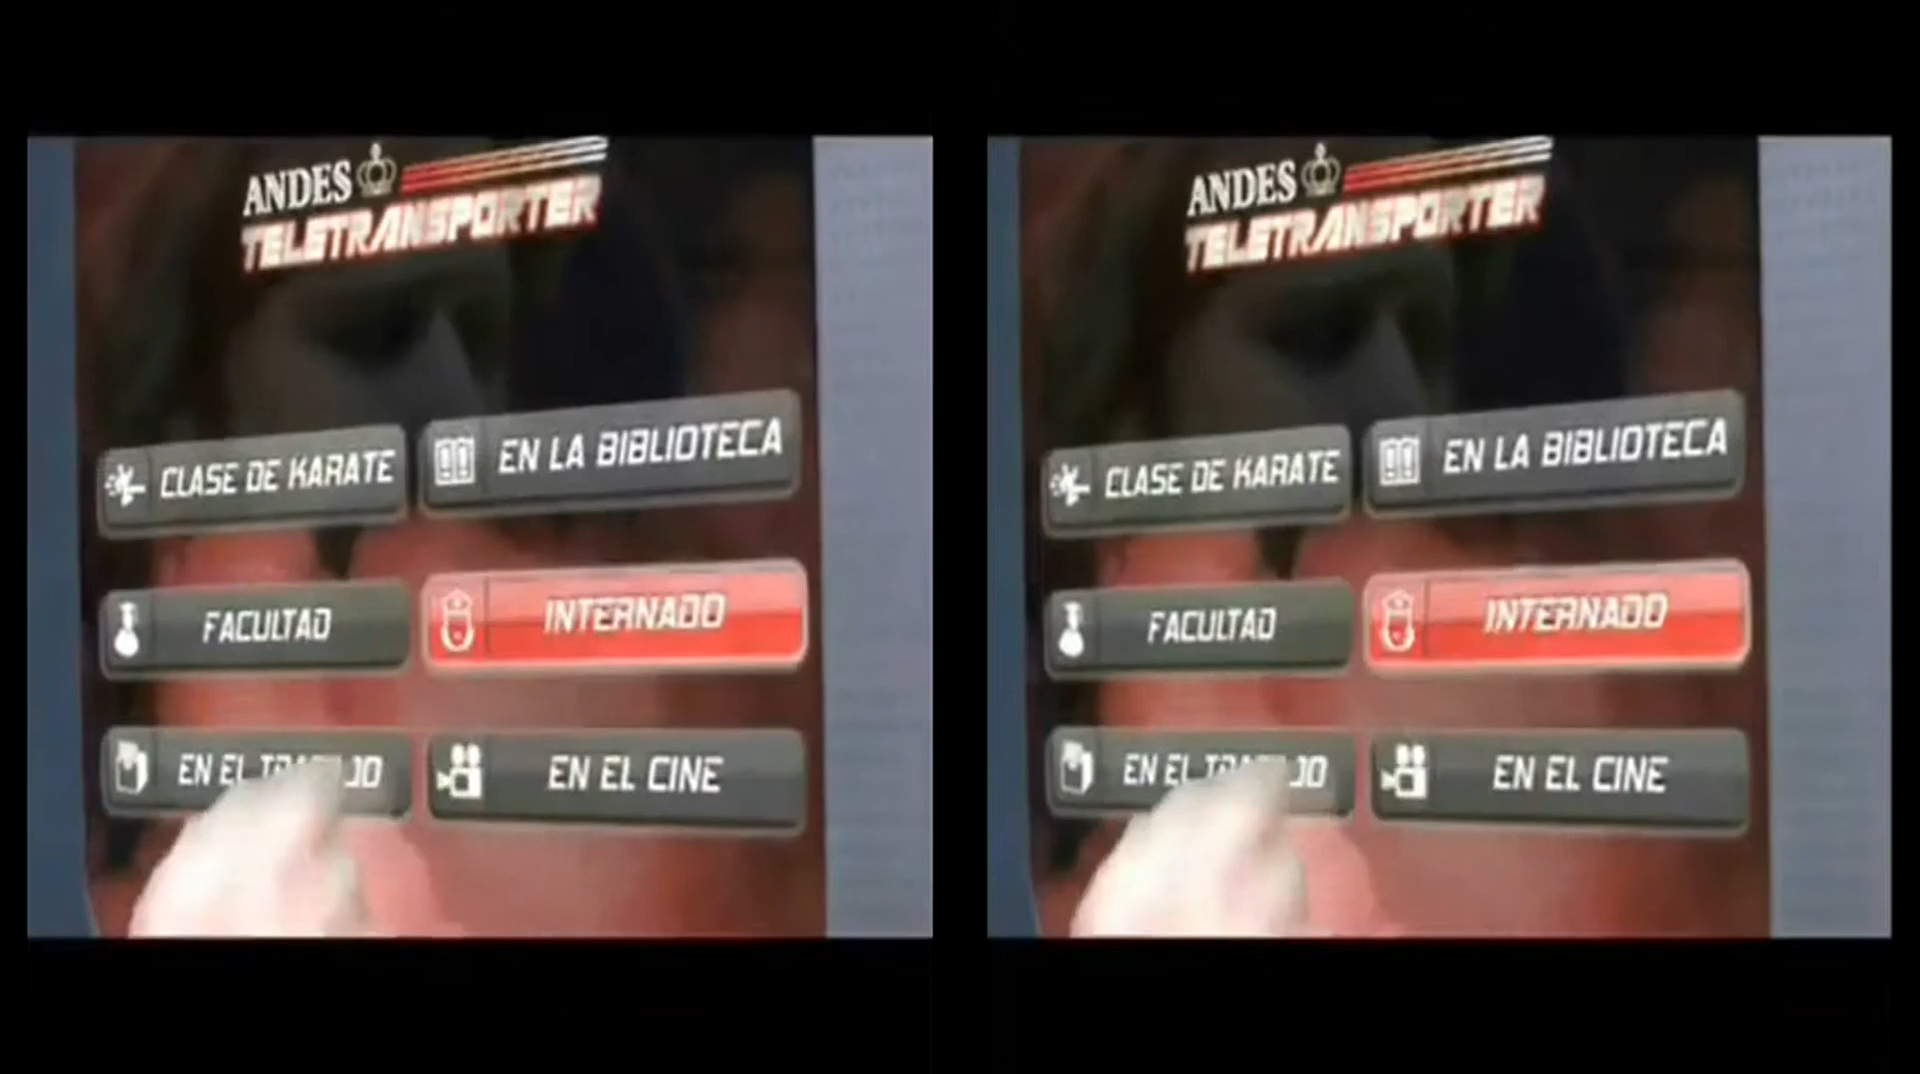 ANDES
TELETRANSPORTER
CLASE DE KARATE
EN LA BIBLIOTECA
FACULTAD
INTERNADO
EN EL
EN EL CINE
ANDES
TELETRANSPORTER
CLASE DE KARATE
EN LA BIBLIOTECA
FACULTAD
INTERNADO
EN EL
EN EL CINE